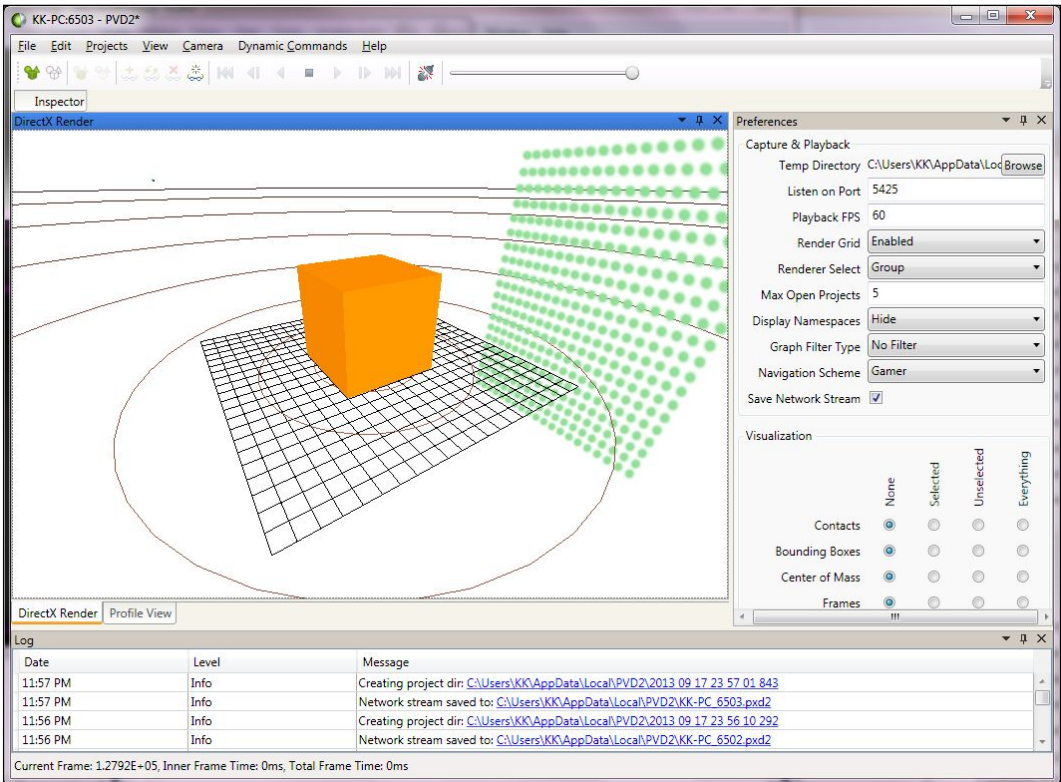 KK-PC:6503 - PVD2*
File Edit Projects View Camera Dynamic Commands Help
Inspector
DirectX Render
Preferences
Capture & Playback
Temp Directory C:\Users\KK\AppData\Loc Browse
Listen on Port 5425
Playback FPS 60
Render Grid Enabled
Renderer Select Group
Max Open Projects 5
Display Namespaces Hide
Graph Filter Type No Filter
Navigation Scheme Gamer
Save Network Stream
Visualization
None Selected Unselected Everything
Contacts
Bounding Boxes
Center of Mass
Frames
DirectX Render Profile View
Log
Date Level Message
11:57 PM Info Creating project dir: C:\Users\KK\AppData\Local\PVD2\2013 09 17 23 57 01 843
11:57 PM Info Network stream saved to: C:\Users\KK\AppData\Local\PVD2\KK-PC_6503.pxd2
11:56 PM Info Creating project dir: C:\Users\KK\AppData\Local\PVD2\2013 09 17 23 56 10 292
11:56 PM Info Network stream saved to: C:\Users\KK\AppData\Local\PVD2\KK-PC_6502.pxd2
Current Frame: 1.2792E+05, Inner Frame Time: 0ms, Total Frame Time: 0ms